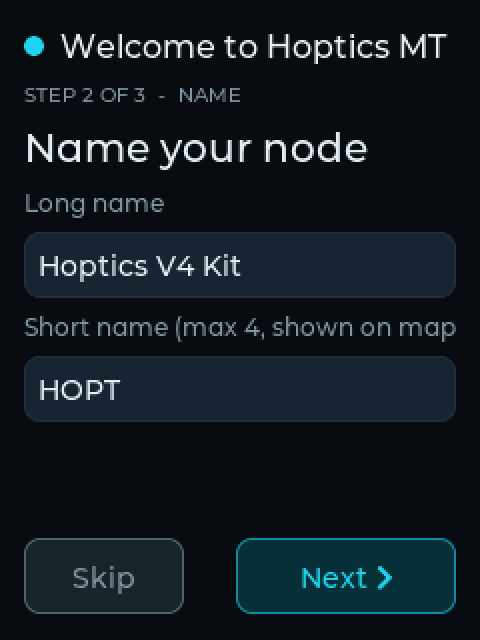 Welcome to Hoptics MT
STEP 2 OF 3 - NAME
Name your node
Long name
Hoptics V4 Kit
Short name (max 4, shown on map
HOPT
Skip
Next